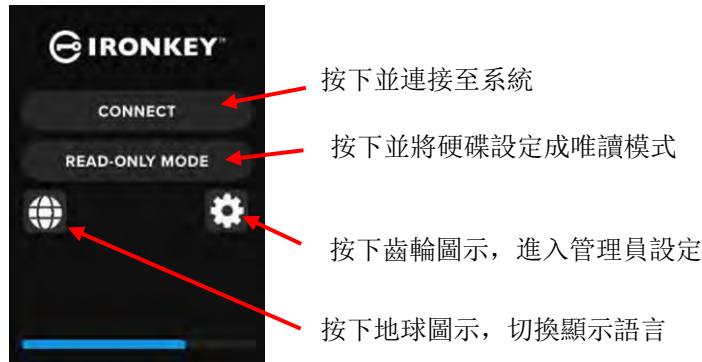 IRONKEY™
CONNECT
按下並連接至系統
READ-ONLY MODE
按下並將硬碟設定成唯讀模式
按下齒輪圖示，進入管理員設定
按下地球圖示，切換顯示語言